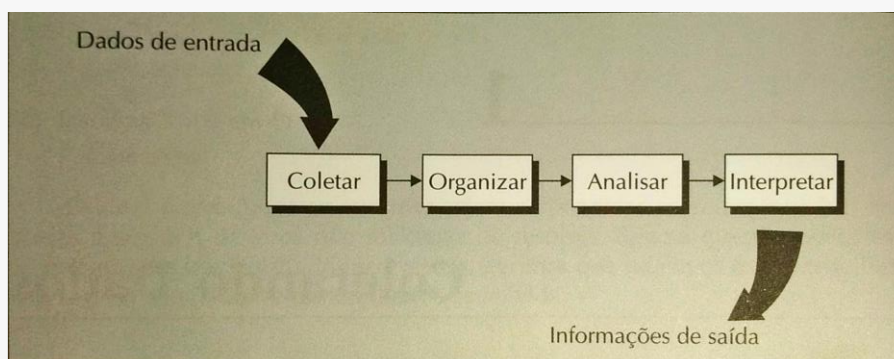 Dados de entrada
Coletar
Organizar
Analisar
Interpretar
Informações de saída